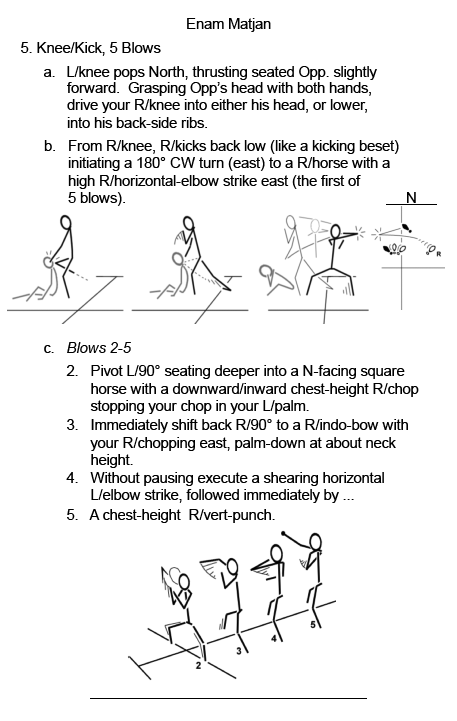 Enam Matjan
5. Knee/Kick, 5 Blows
a. L/knee pops North, thrusting seated Opp. slightly
forward. Grasping Opp's head with both hands,
drive your R/knee into either his head, or lower,
into his back-side ribs.
b. From R/knee, R/kicks back low (like a kicking beset)
initiating a 180° CW turn (east) to a R/horse with a
high R/horizontal-elbow strike east (the first of
5 blows).
N
R
c. Blows 2-5
2. Pivot L/90° seating deeper into a N-facing square
horse with a downward/inward chest-height R/chop
stopping your chop in your L/palm.
3. Immediately shift back R/90° to a R/indo-bow with
your R/chopping east, palm-down at about neck
height.
4. Without pausing execute a shearing horizontal
L/elbow strike, followed immediately by ...
5. A chest-height R/vert-punch.
2
3
4
5